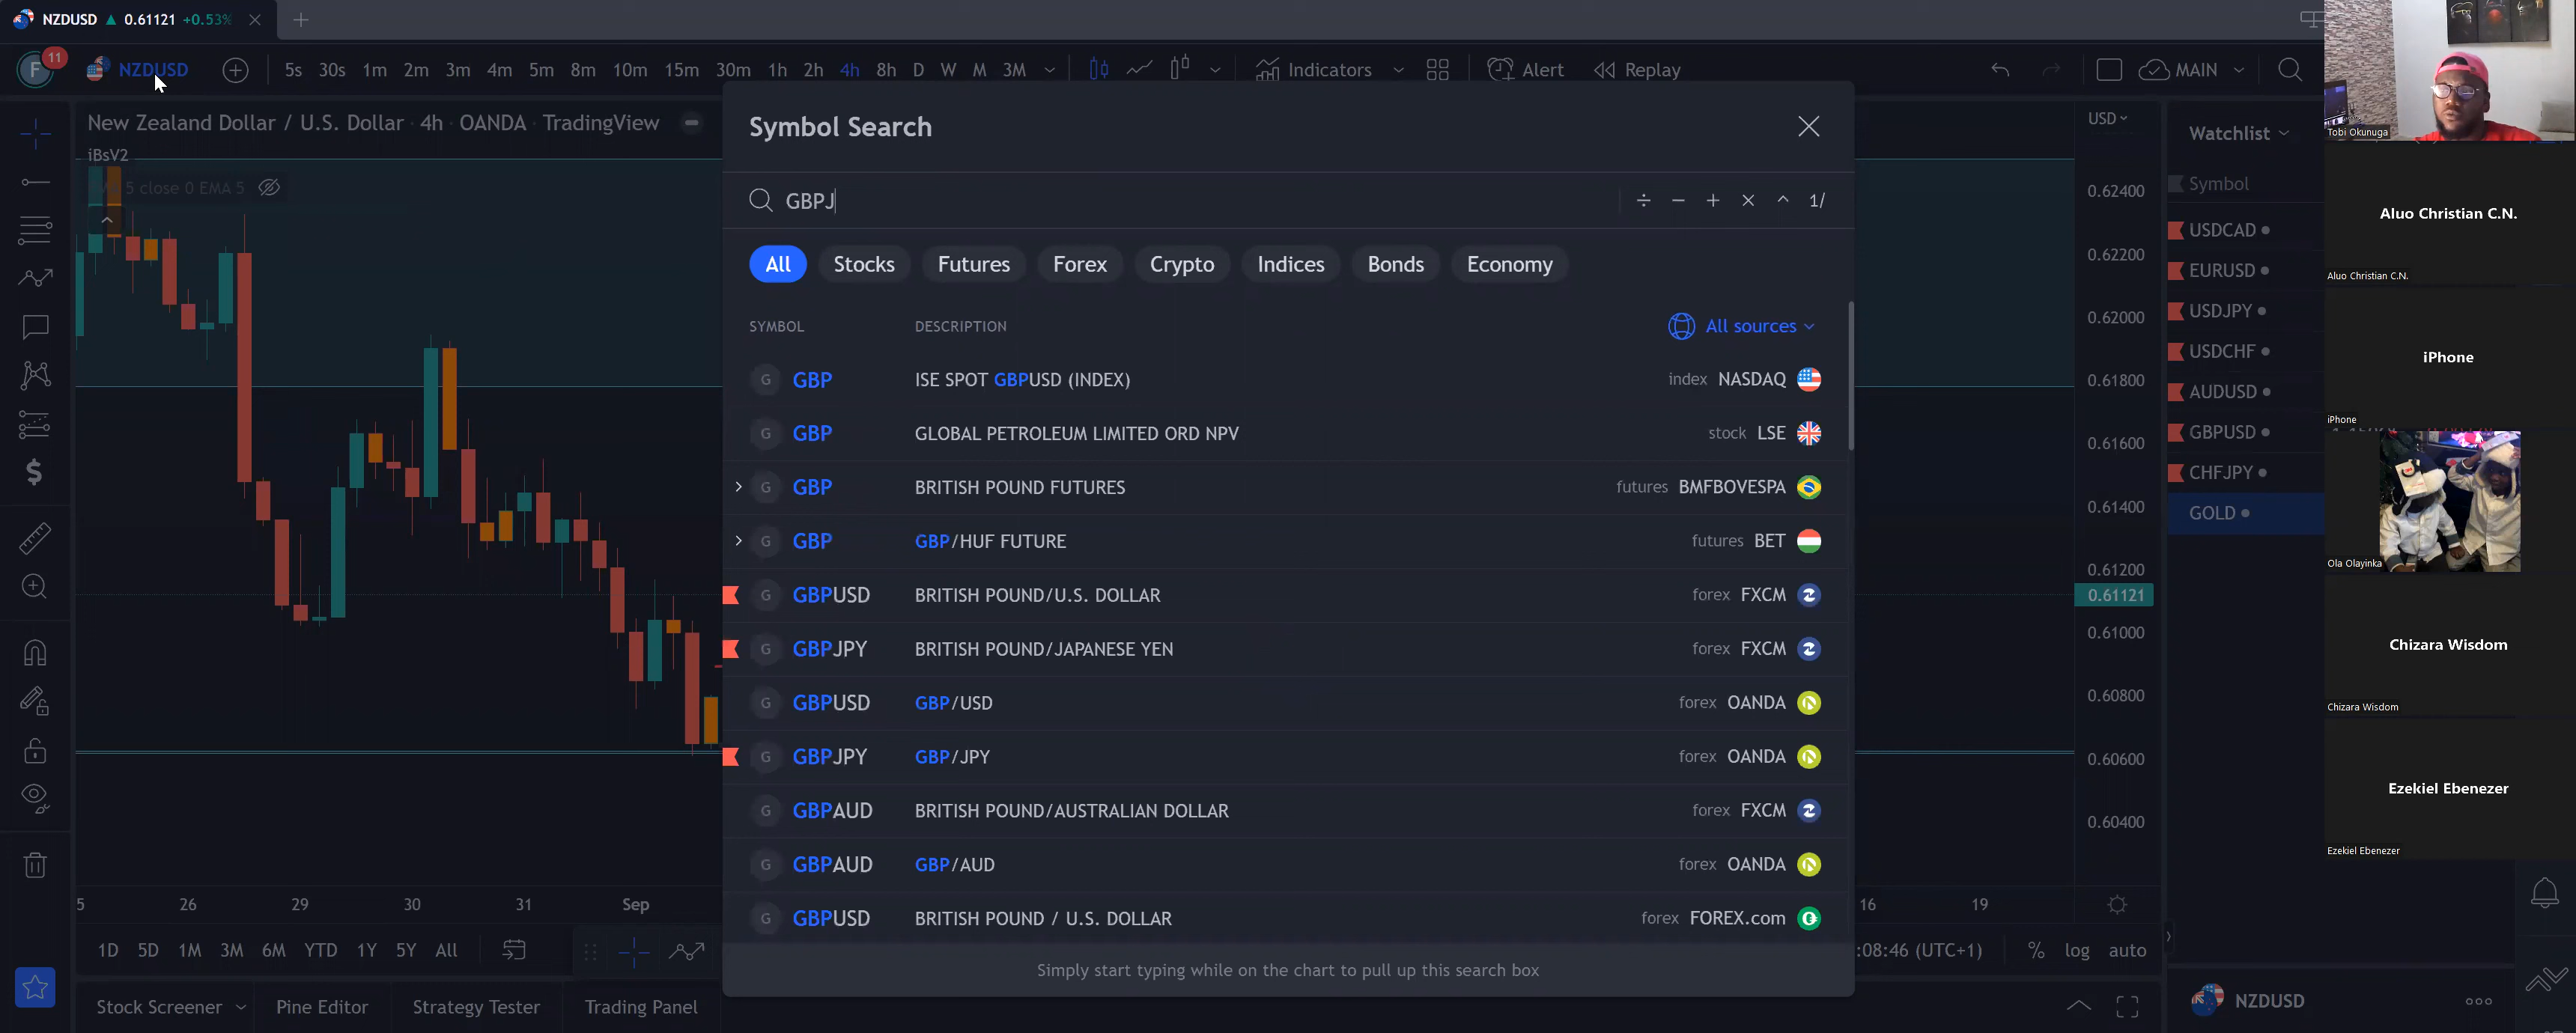 NZDUSD ▲ 0.61121 +0.53%
F 11 NZDUSD 5s 30s 1m 2m 3m 4m 5m 8m 10m 15m 30m 1h 2h 4h 8h D W M 3M Indicators Alert Replay MAIN
New Zealand Dollar / U.S. Dollar · 4h · OANDA · TradingView
iBsV2
5 close 0 EMA 5
Symbol Search
GBPJ
÷ − + × ^ 1/
All Stocks Futures Forex Crypto Indices Bonds Economy
SYMBOL DESCRIPTION All sources
G GBP ISE SPOT GBPUSD (INDEX) index NASDAQ
G GBP GLOBAL PETROLEUM LIMITED ORD NPV stock LSE
G GBP BRITISH POUND FUTURES futures BMFBOVESPA
G GBP GBP/HUF FUTURE futures BET
G GBPUSD BRITISH POUND/U.S. DOLLAR forex FXCM
G GBPJPY BRITISH POUND/JAPANESE YEN forex FXCM
G GBPUSD GBP/USD forex OANDA
G GBPJPY GBP/JPY forex OANDA
G GBPAUD BRITISH POUND/AUSTRALIAN DOLLAR forex FXCM
G GBPAUD GBP/AUD forex OANDA
G GBPUSD BRITISH POUND / U.S. DOLLAR forex FOREX.com
Simply start typing while on the chart to pull up this search box
USD
0.62400
0.62200
0.62000
0.61800
0.61600
0.61400
0.61200
0.61121
0.61000
0.60800
0.60600
0.60400
Watchlist
Symbol
USDCAD
EURUSD
USDJPY
USDCHF
AUDUSD
GBPUSD
CHFJPY
GOLD
Tobi Okunuga
Aluo Christian C.N.
Aluo Christian C.N.
iPhone
iPhone
Ola Olayinka
Chizara Wisdom
Chizara Wisdom
Ezekiel Ebenezer
Ezekiel Ebenezer
5 26 29 30 31 Sep 16 19
1D 5D 1M 3M 6M YTD 1Y 5Y All :08:46 (UTC+1) % log auto
Stock Screener Pine Editor Strategy Tester Trading Panel
NZDUSD